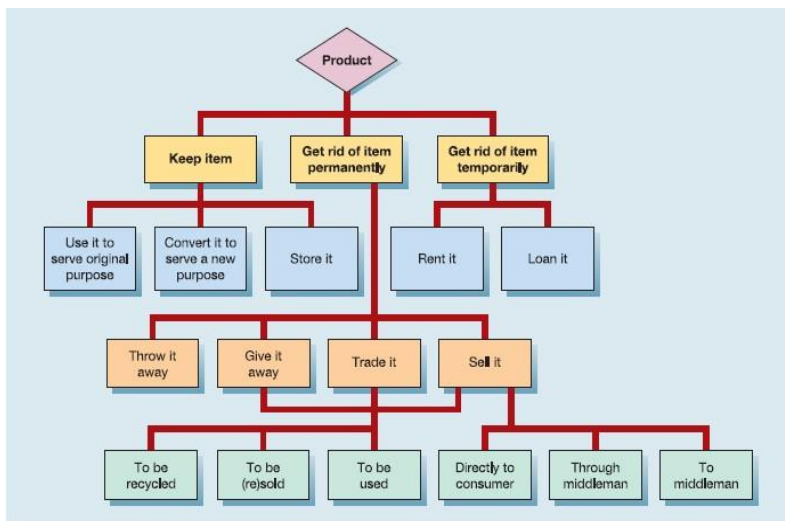 Product
Keep item
Get rid of item
permanently
Get rid of item
temporarily
Use it to
serve original
purpose
Convert it to
serve a new
purpose
Store it
Rent it
Loan it
Throw it
away
Give it
away
Trade it
Sell it
To be
recycled
To be
(re)sold
To be
used
Directly to
consumer
Through
middleman
To
middleman